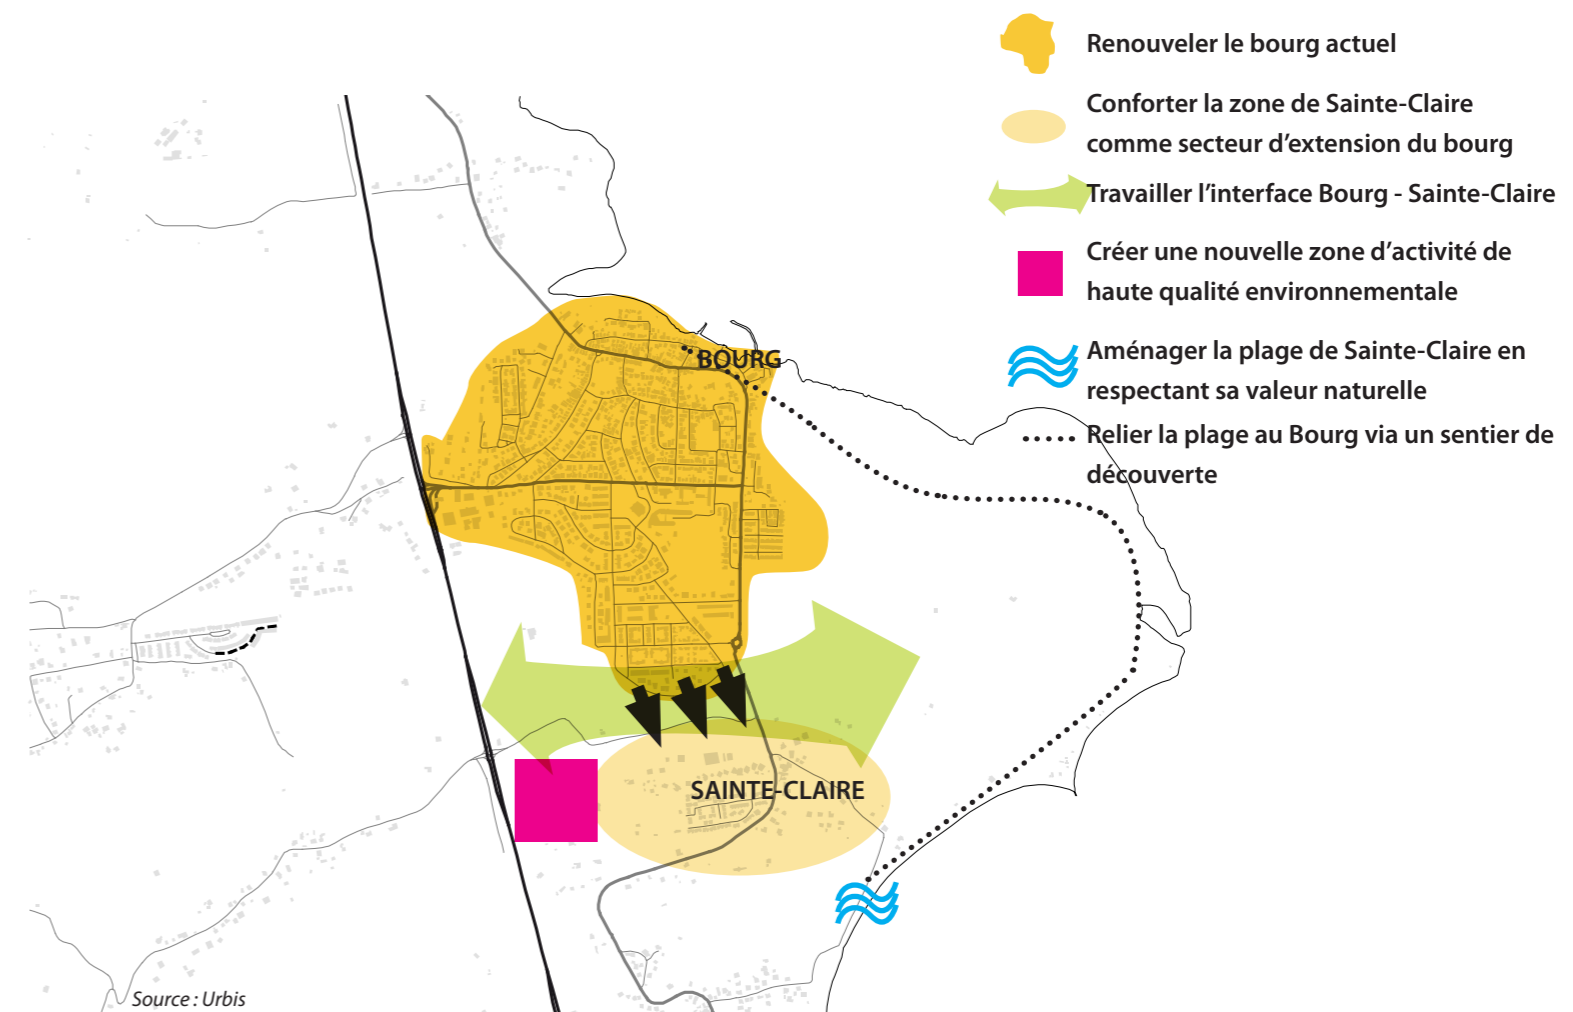 Renouveler le bourg actuel
Conforter la zone de Sainte-Claire
comme secteur d'extension du bourg
Travailler l'interface Bourg - Sainte-Claire
Créer une nouvelle zone d'activité de
haute qualité environnementale
Aménager la plage de Sainte-Claire en
respectant sa valeur naturelle
Relier la plage au Bourg via un sentier de
découverte
BOURG
SAINTE-CLAIRE
Source : Urbis